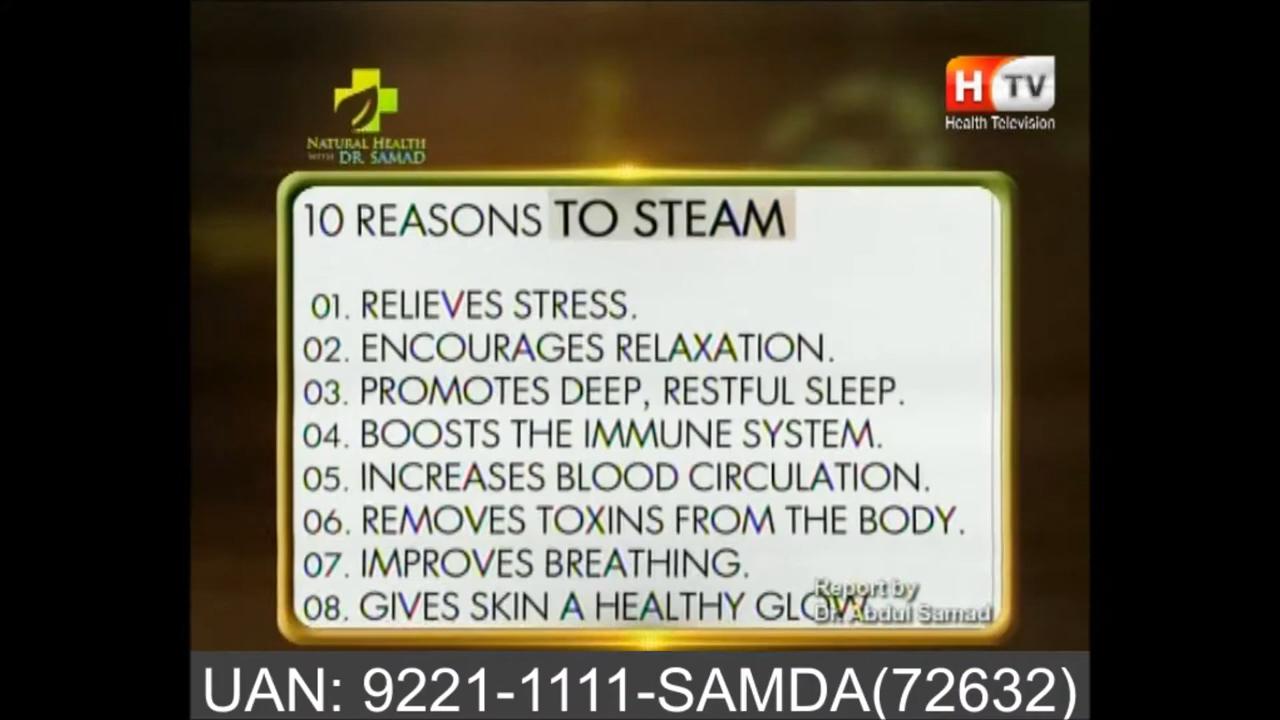 NATURAL HEALTH
WITH DR. SAMAD
H TV
Health Television
10 REASONS TO STEAM
01. RELIEVES STRESS.
02. ENCOURAGES RELAXATION.
03. PROMOTES DEEP, RESTFUL SLEEP.
04. BOOSTS THE IMMUNE SYSTEM.
05. INCREASES BLOOD CIRCULATION.
06. REMOVES TOXINS FROM THE BODY.
07. IMPROVES BREATHING.
08. GIVES SKIN A HEALTHY GLOW.
Report by
Dr. Abdul Samad
UAN: 9221-1111-SAMDA(72632)